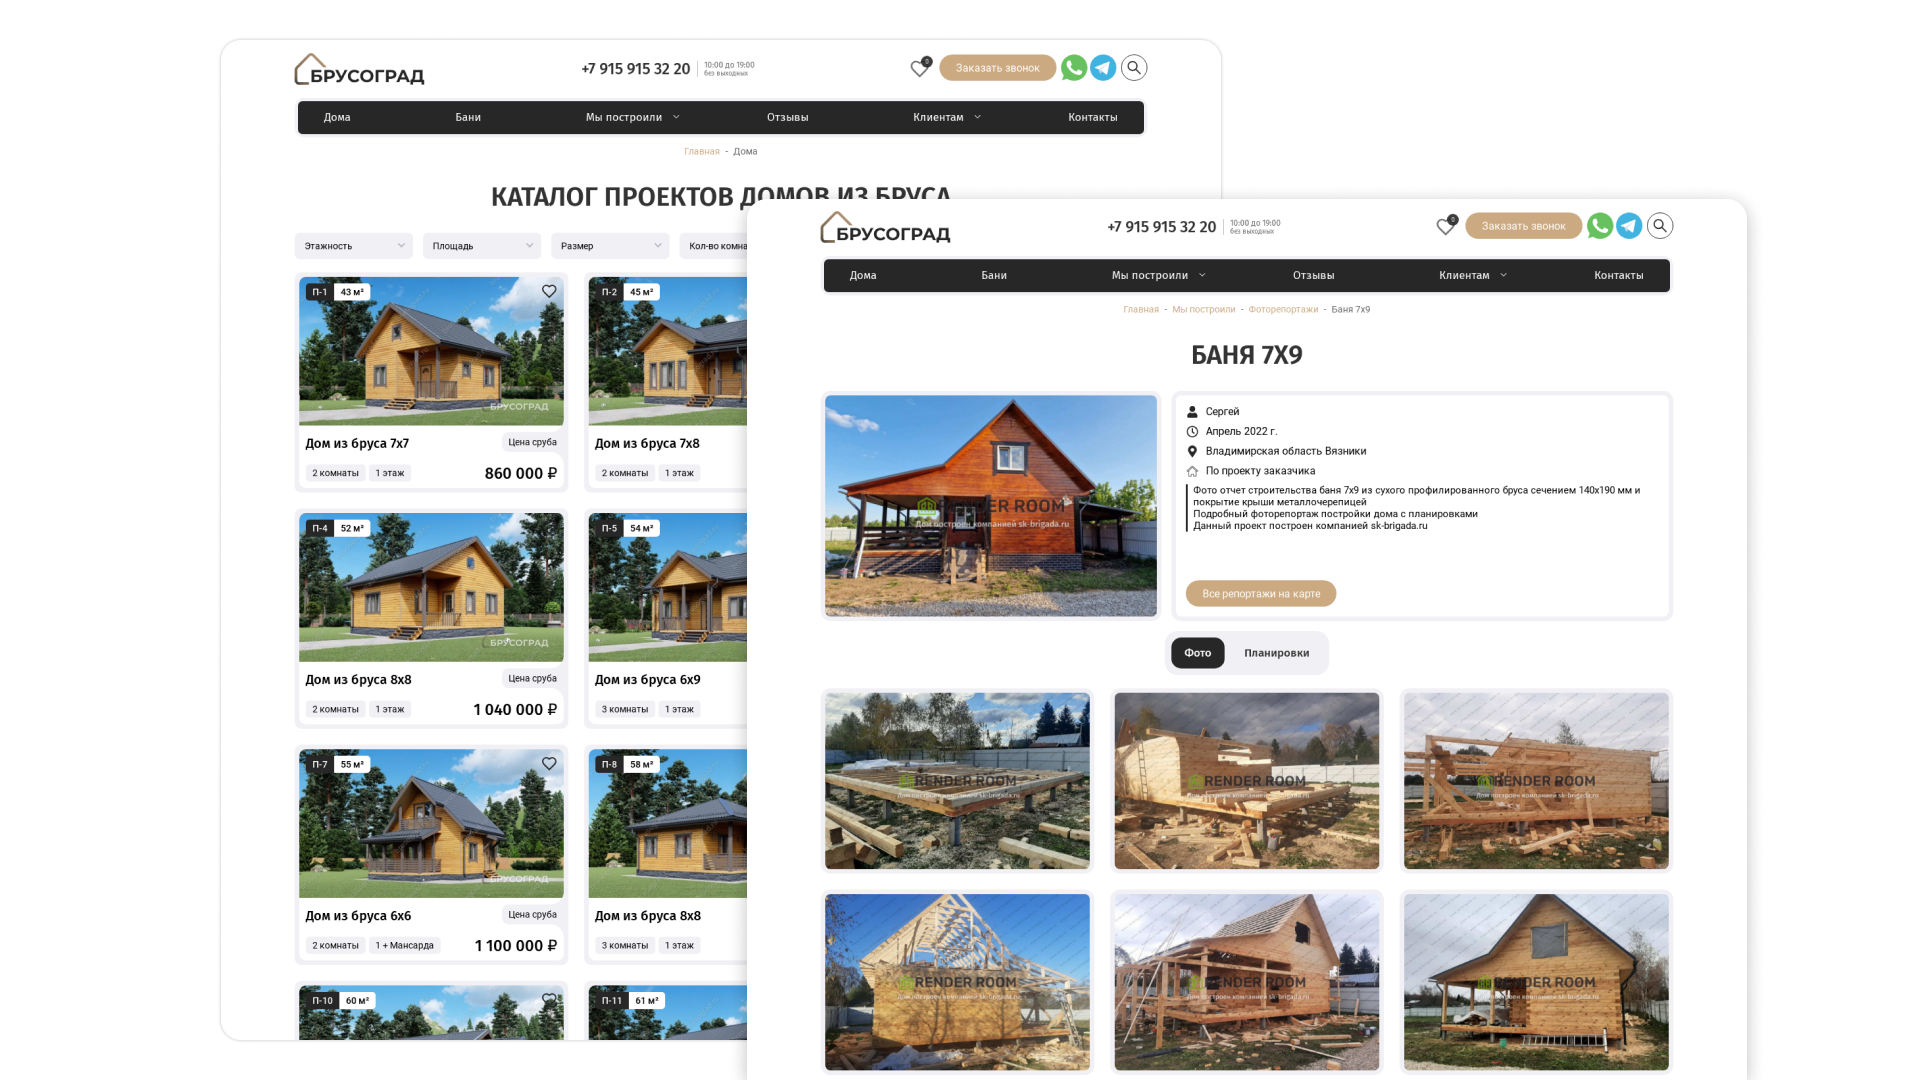 БРУСОГРАД
+7 915 915 32 20
10:00 до 19:00
без выходных
0
Заказать звонок
Дома
Бани
Мы построили
Отзывы
Клиентам
Контакты
Главная - Дома
КАТАЛОГ ПРОЕКТОВ ДОМОВ ИЗ БРУСА
Этажность
Площадь
Размер
Кол-во комна
П-1 43 м²
БРУСОГРАД
Дом из бруса 7х7
Цена сруба
2 комнаты 1 этаж
860 000 ₽
П-2 45 м²
Дом из бруса 7х8
2 комнаты 1 этаж
П-4 52 м²
БРУСОГРАД
Дом из бруса 8х8
Цена сруба
2 комнаты 1 этаж
1 040 000 ₽
П-5 54 м²
Дом из бруса 6х9
3 комнаты 1 этаж
П-7 55 м²
БРУСОГРАД
Дом из бруса 6х6
Цена сруба
2 комнаты 1 + Мансарда
1 100 000 ₽
П-8 58 м²
Дом из бруса 8х8
3 комнаты 1 этаж
П-10 60 м²
П-11 61 м²
БРУСОГРАД
+7 915 915 32 20
10:00 до 19:00
без выходных
0
Заказать звонок
Дома
Бани
Мы построили
Отзывы
Клиентам
Контакты
Главная - Мы построили - Фоторепортажи - Баня 7х9
БАНЯ 7Х9
RENDER ROOM
Дом построен компанией sk-brigada.ru
Сергей
Апрель 2022 г.
Владимирская область Вязники
По проекту заказчика
Фото отчет строительства баня 7х9 из сухого профилированного бруса сечением 140х190 мм и
покрытие крыши металлочерепицей
Подробный фоторепортаж постройки дома с планировками
Данный проект построен компанией sk-brigada.ru
Все репортажи на карте
Фото
Планировки
RENDER ROOM
Дом построен компанией sk-brigada.ru
RENDER ROOM
Дом построен компанией sk-brigada.ru
RENDER ROOM
Дом построен компанией sk-brigada.ru
RENDER ROOM
Дом построен компанией sk-brigada.ru
RENDER ROOM
Дом построен компанией sk-brigada.ru
RENDER ROOM
Дом построен компанией sk-brigada.ru